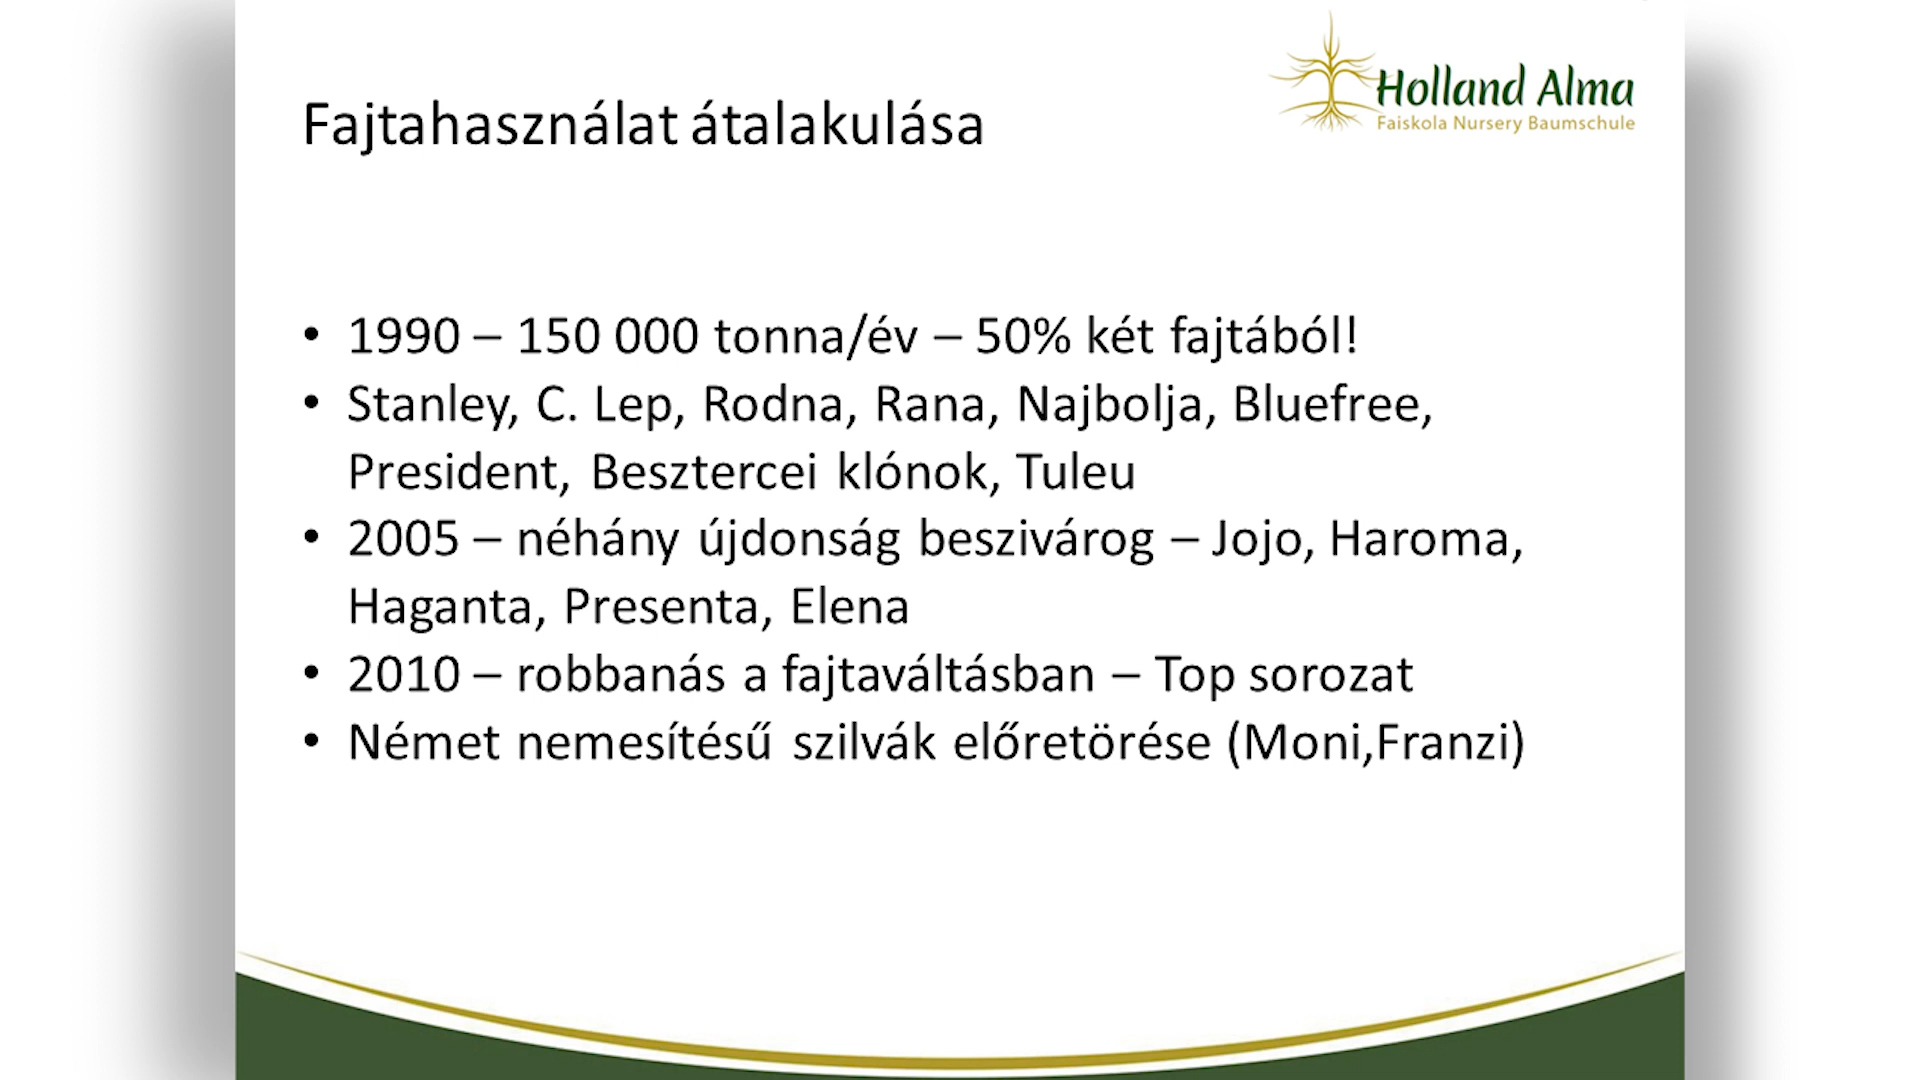 Holland Alma
Faiskola Nursery Baumschule
Fajtahasználat átalakulása
• 1990 – 150 000 tonna/év – 50% két fajtából!
• Stanley, C. Lep, Rodna, Rana, Najbolja, Bluefree,
President, Besztercei klónok, Tuleu
• 2005 – néhány újdonság beszivárog – Jojo, Haroma,
Haganta, Presenta, Elena
• 2010 – robbanás a fajtaváltásban – Top sorozat
• Német nemesítésű szilvák előretörése (Moni,Franzi)